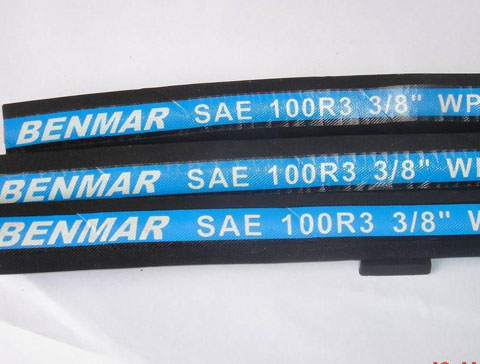 BENMAR SAE 100R3 3/8" WP
BENMAR SAE 100R3 3/8" W
BENMAR SAE 100R3 3/8" W